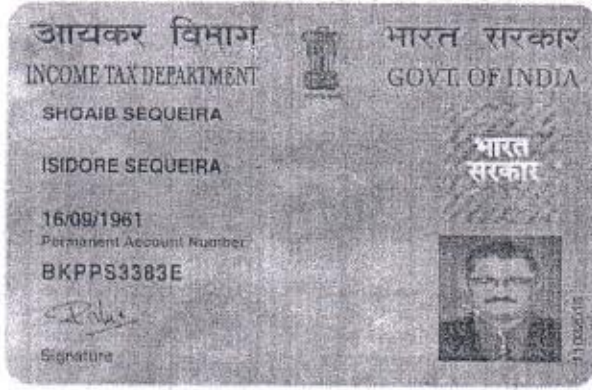 आयकर विभाग
भारत सरकार
INCOME TAX DEPARTMENT
GOVT. OF INDIA
SHOAIB SEQUEIRA
ISIDORE SEQUEIRA
भारत
सरकार
16/09/1961
Permanent Account Number
BKPPS3383E
Signature